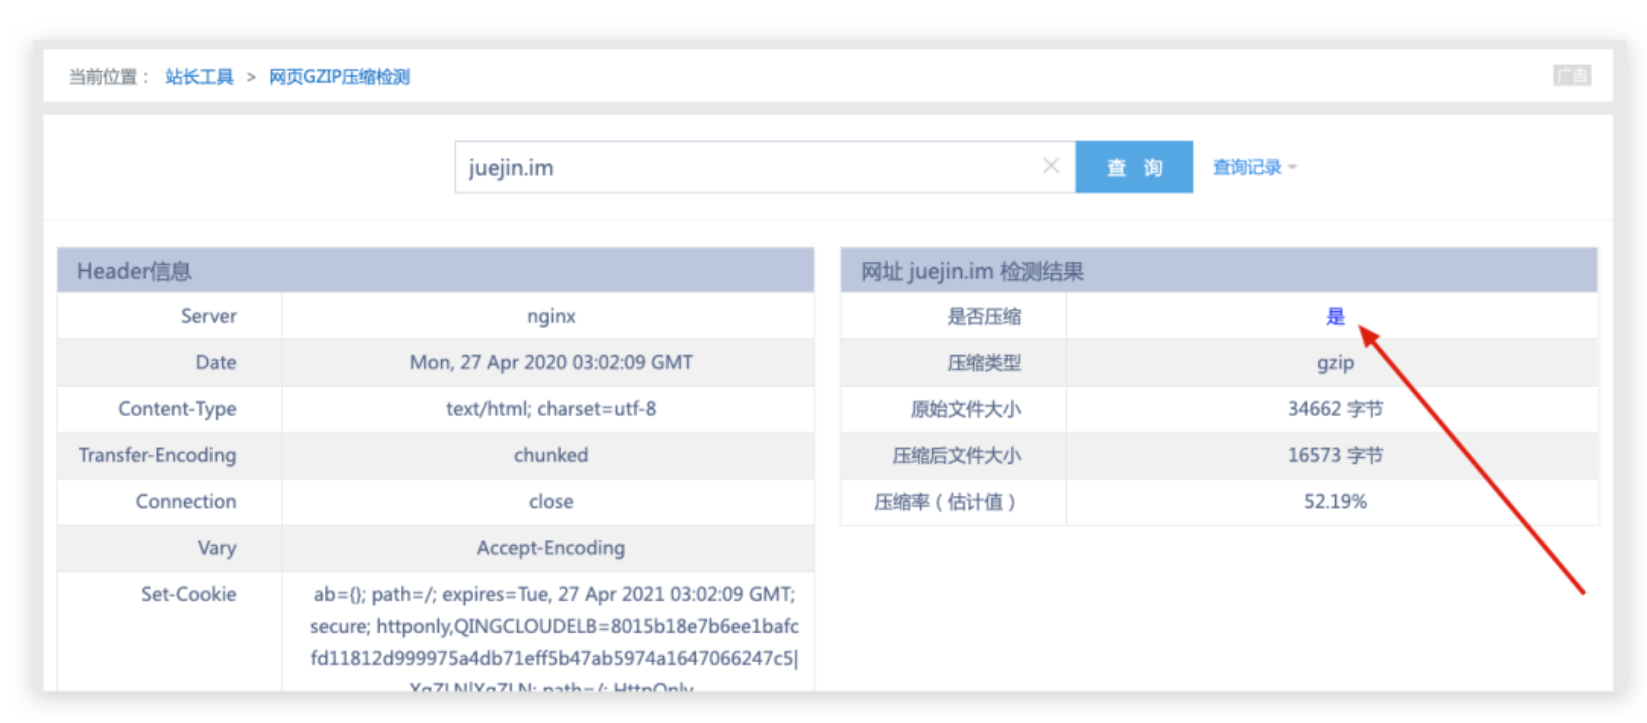 当前位置： 站长工具 > 网页GZIP压缩检测
广告
juejin.im
查 询
查询记录
Header信息
Server nginx
Date Mon, 27 Apr 2020 03:02:09 GMT
Content-Type text/html; charset=utf-8
Transfer-Encoding chunked
Connection close
Vary Accept-Encoding
Set-Cookie ab={}; path=/; expires=Tue, 27 Apr 2021 03:02:09 GMT;
secure; httponly,QINGCLOUDELB=8015b18e7b6ee1bafc
fd11812d999975a4db71eff5b47ab5974a1647066247c5|
XqZLN|XqZLN; path=/; HttpOnly
网址 juejin.im 检测结果
是否压缩 是
压缩类型 gzip
原始文件大小 34662 字节
压缩后文件大小 16573 字节
压缩率（估计值） 52.19%